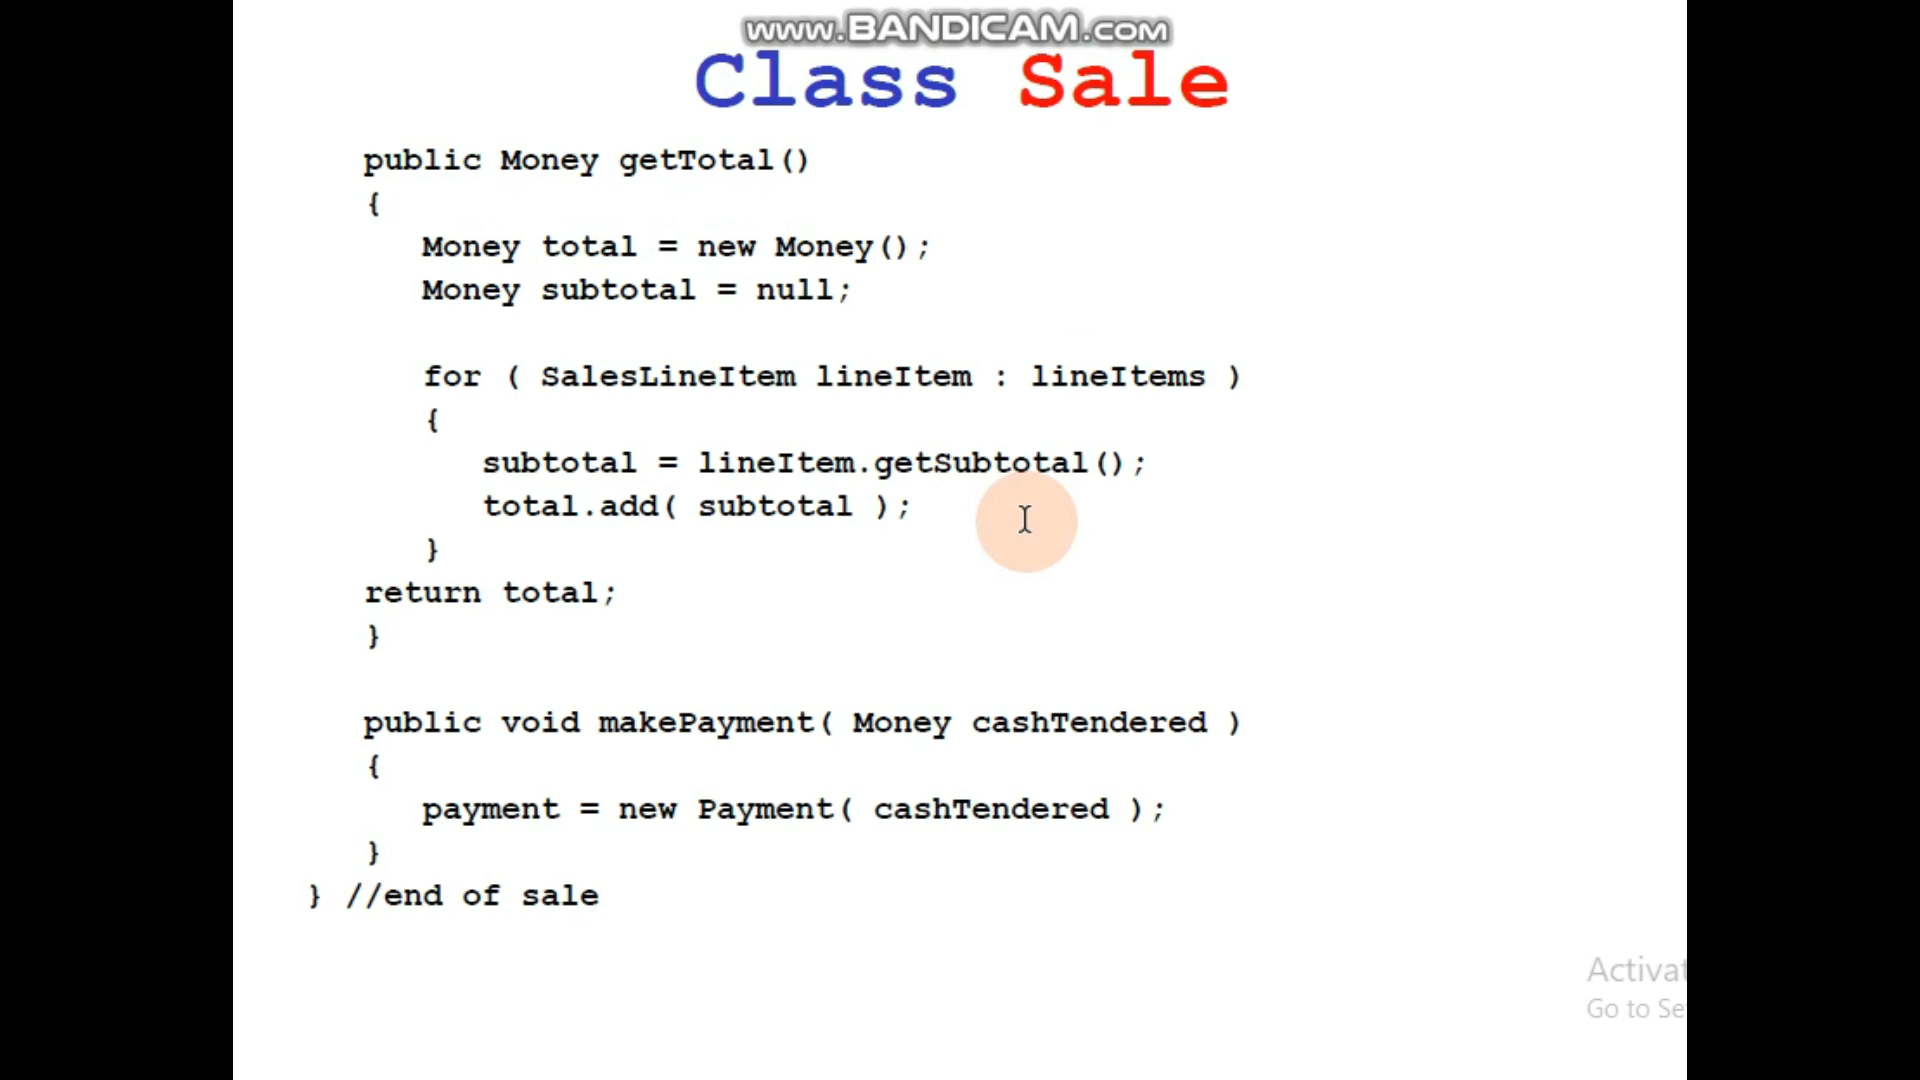 www.BANDICAM.com
Class Sale
public Money getTotal()
{
Money total = new Money();
Money subtotal = null;
for ( SalesLineItem lineItem : lineItems )
{
subtotal = lineItem.getSubtotal();
total.add( subtotal );
}
return total;
}
public void makePayment( Money cashTendered )
{
payment = new Payment( cashTendered );
}
} //end of sale
Go to